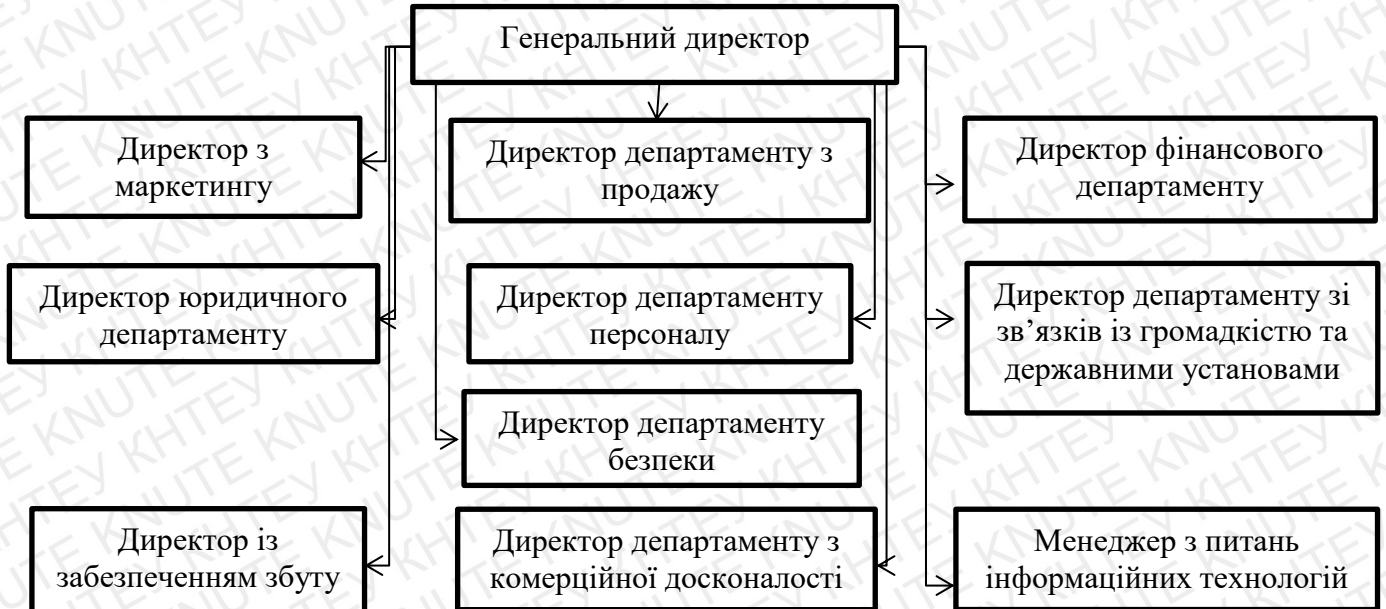 Генеральний директор
Директор з
маркетингу
Директор департаменту з
продажу
Директор фінансового
департаменту
Директор юридичного
департаменту
Директор департаменту
персоналу
Директор департаменту зі
зв’язків із громадкістю та
державними установами
Директор департаменту
безпеки
Директор із
забезпеченням збуту
Директор департаменту з
комерційної досконалості
Менеджер з питань
інформаційних технологій
KNUTE КНТЕУ